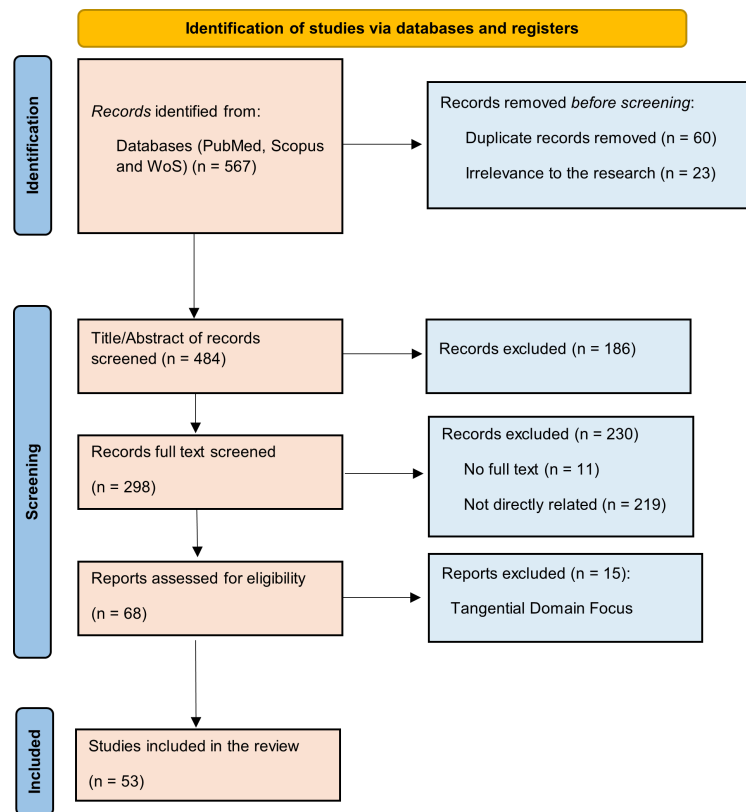 Identification of studies via databases and registers
Identification
Records identified from:
Databases (PubMed, Scopus
and WoS) (n = 567)
Records removed before screening:
Duplicate records removed (n = 60)
Irrelevance to the research (n = 23)
Screening
Title/Abstract of records
screened (n = 484)
Records excluded (n = 186)
Records full text screened
(n = 298)
Records excluded (n = 230)
No full text (n = 11)
Not directly related (n = 219)
Reports assessed for eligibility
(n = 68)
Reports excluded (n = 15):
Tangential Domain Focus
Included
Studies included in the review
(n = 53)